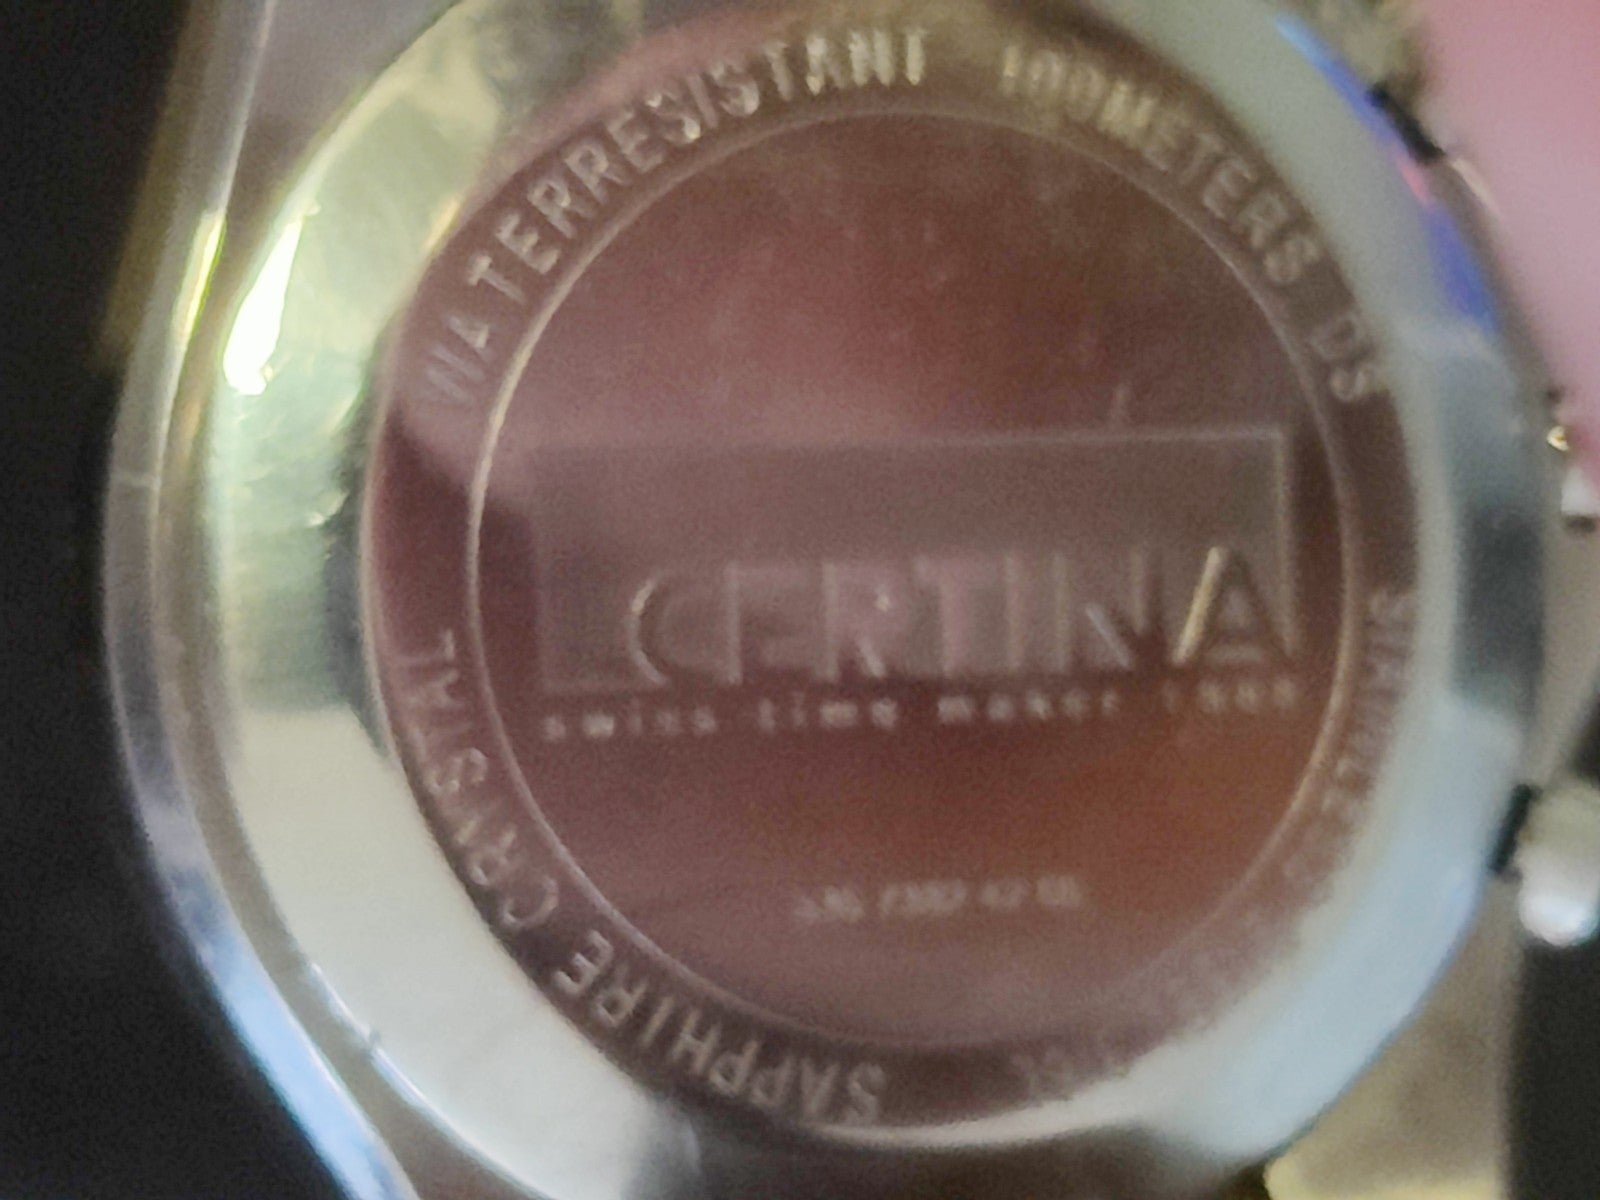 WATERRESISTANT 100METERS DS
CERTINA
swiss time maker 1888
SAPPHIRE CRYSTAL